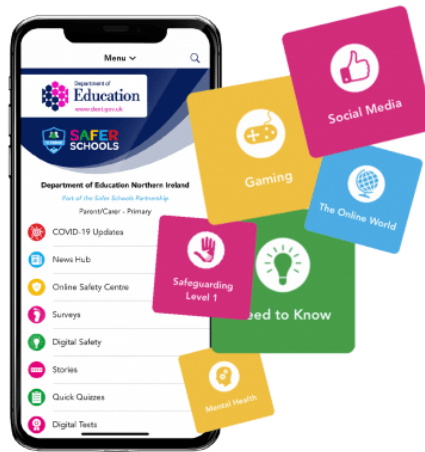 Menu
Department of
Education
www.deni.gov.uk
SAFER
SCHOOLS
Department of Education Northern Ireland
Part of the Safer Schools Partnership
Parent/Carer - Primary
COVID-19 Updates
News Hub
Online Safety Centre
Surveys
Digital Safety
Stories
Quick Quizzes
Digital Tests
Social Media
Gaming
The Online World
Safeguarding
Level 1
eed to Know
Mental Health